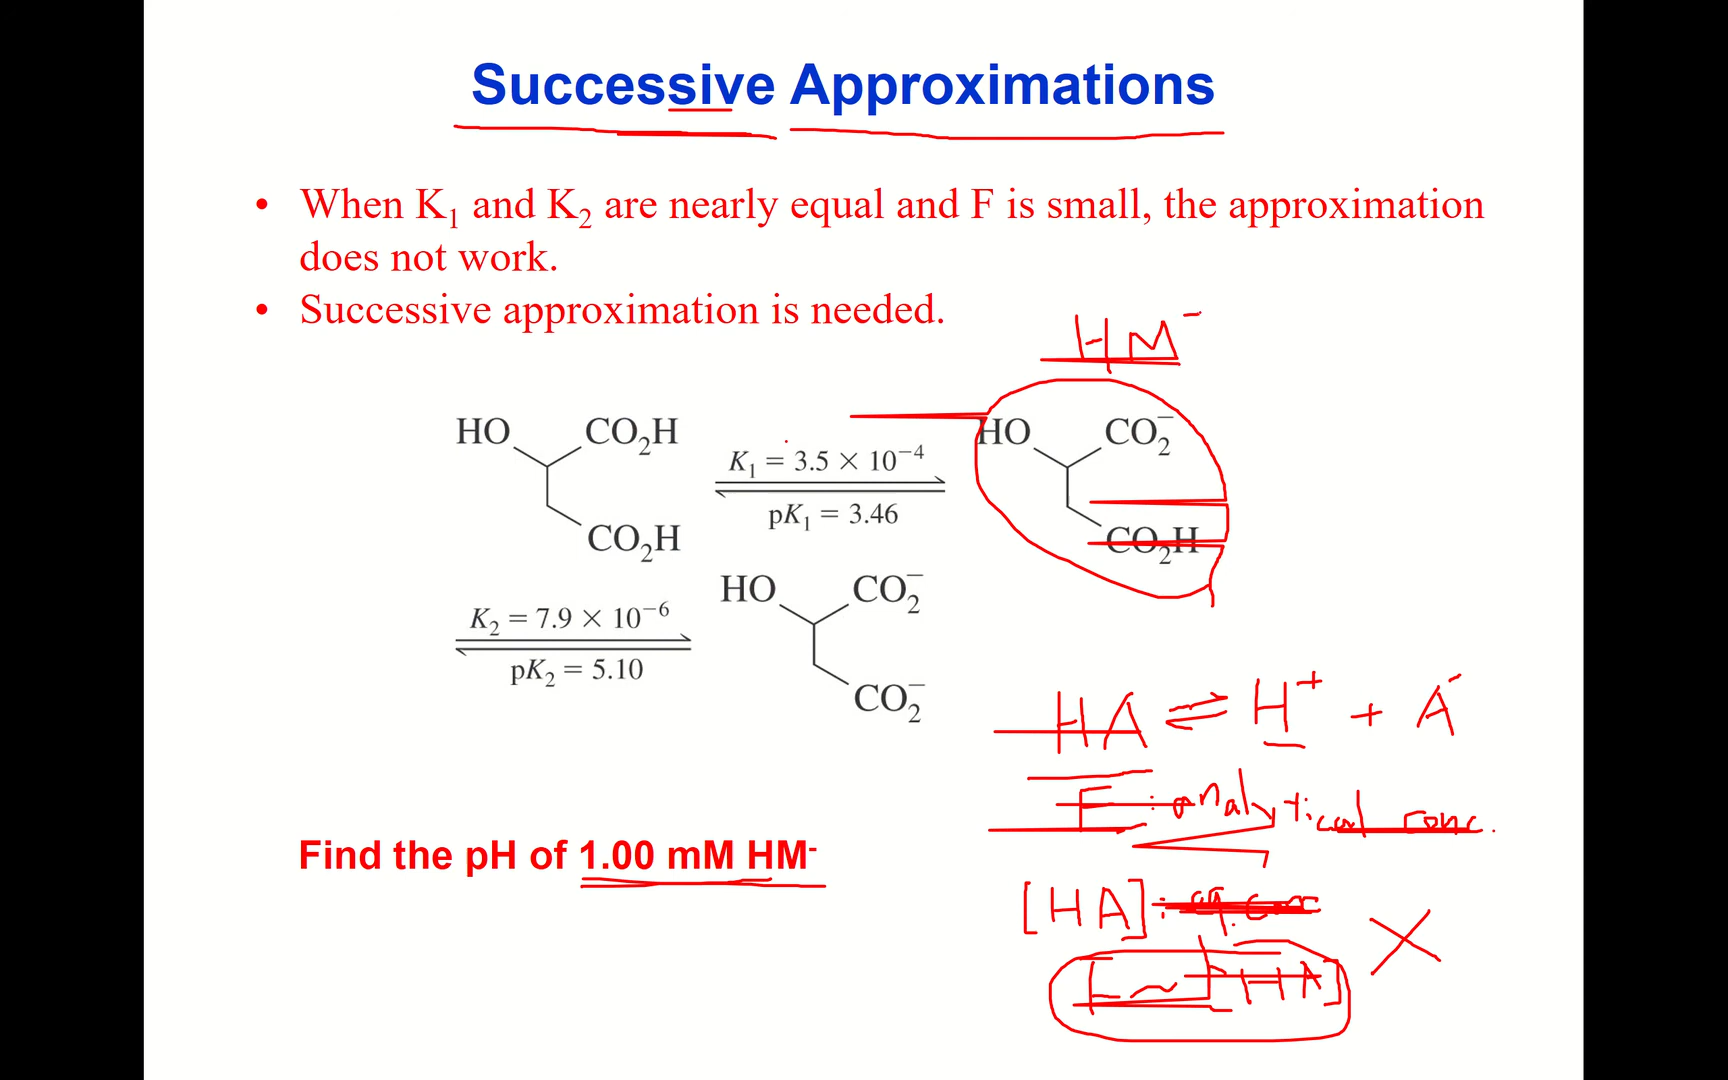 Successive Approximations
• When K₁ and K₂ are nearly equal and F is small, the approximation
does not work.
• Successive approximation is needed.
HM⁻
HO CO₂H
CO₂H
K₁ = 3.5 × 10⁻⁴
pK₁ = 3.46
HO CO₂⁻
CO₂H
K₂ = 7.9 × 10⁻⁶
pK₂ = 5.10
HO CO₂⁻
CO₂⁻
HA ⇌ H⁺ + A⁻
F : analytical conc.
Find the pH of 1.00 mM HM⁻
[HA] : eq. conc
F ~ [HA] X